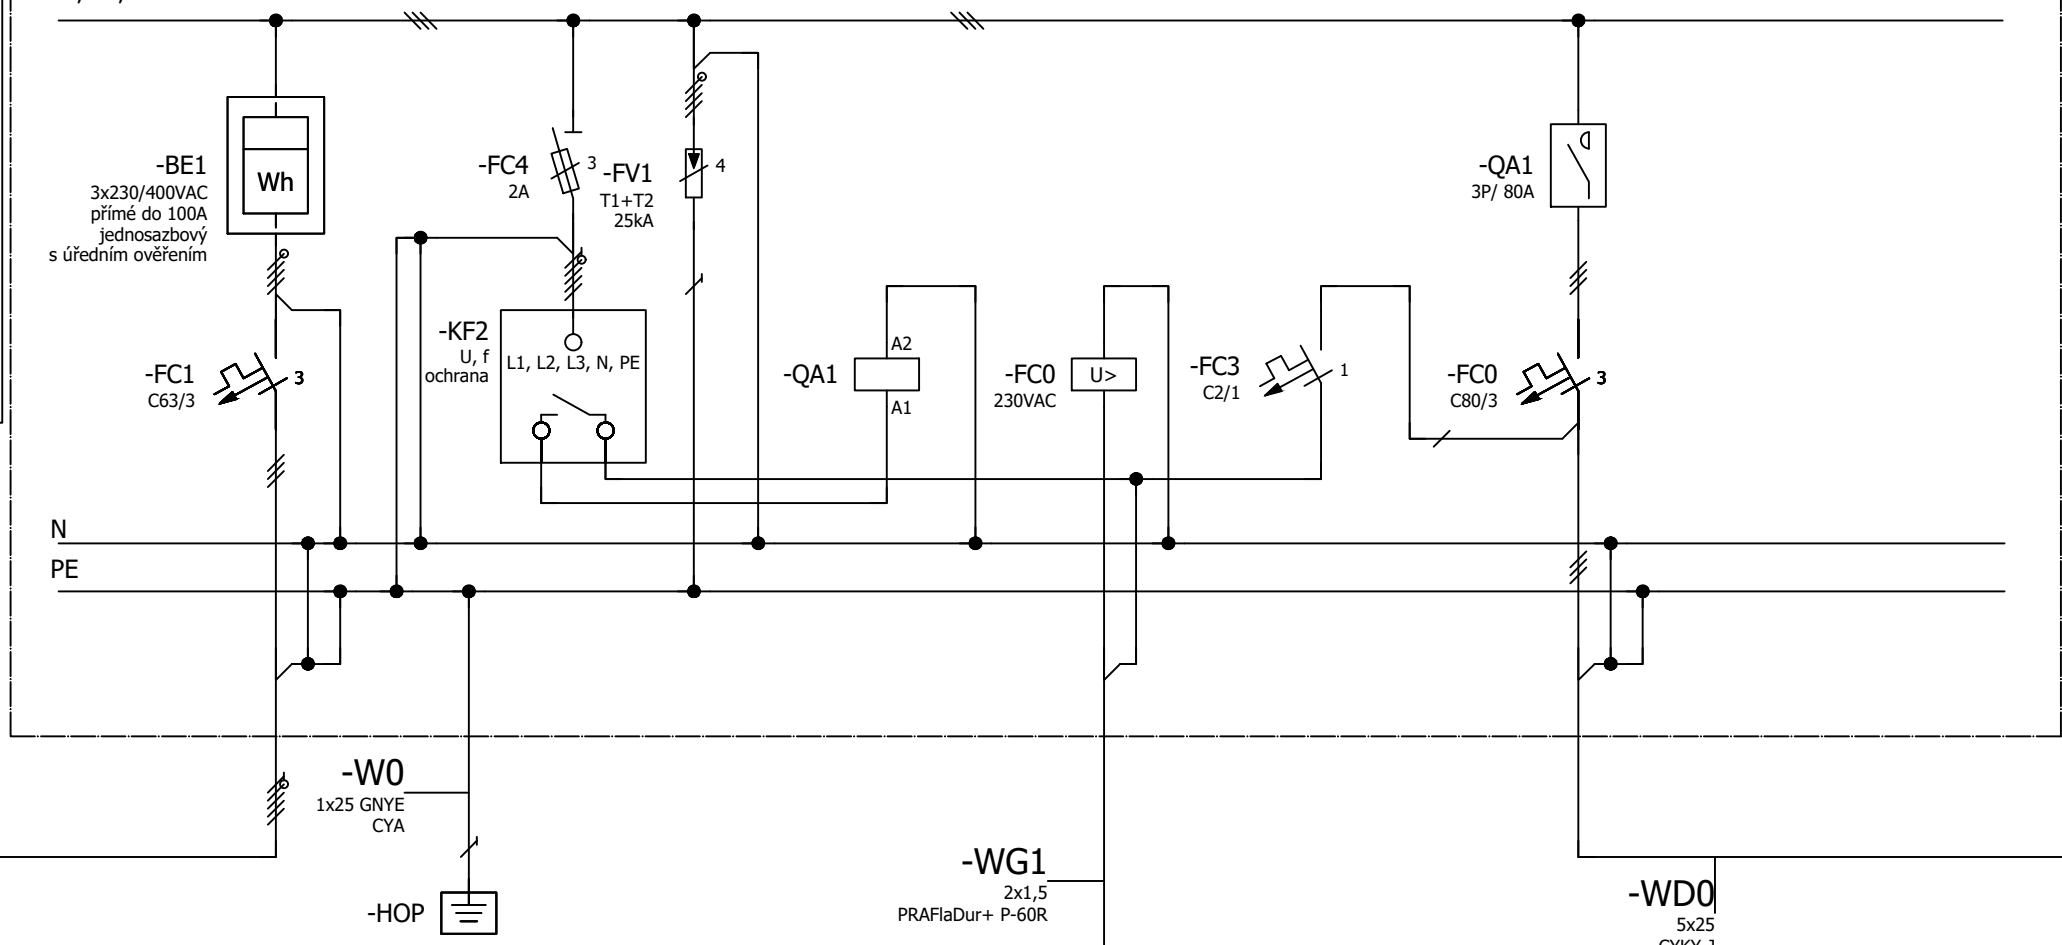 -BE1
3x230/400VAC
přímé do 100A
jednosazbový
s úředním ověřením
Wh
-FC4
2A
3
-FV1
T1+T2
25kA
4
-QA1
3P/ 80A
-FC1
C63/3
3
-KF2
U, f
ochrana
L1, L2, L3, N, PE
-QA1
A2
A1
-FC0
230VAC
U>
-FC3
C2/1
1
-FC0
C80/3
3
N
PE
-W0
1x25 GNYE
CYA
-HOP
-WG1
2x1,5
PRAFlaDur+ P-60R
-WD0
5x25